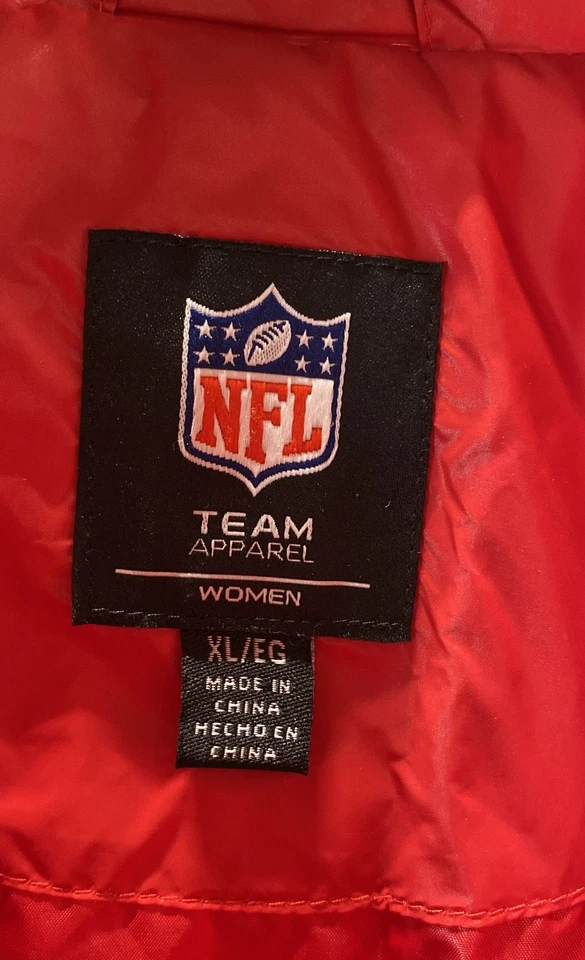 NFL
TEAM
APPAREL
WOMEN
XL/EG
MADE IN
CHINA
HECHO EN
CHINA